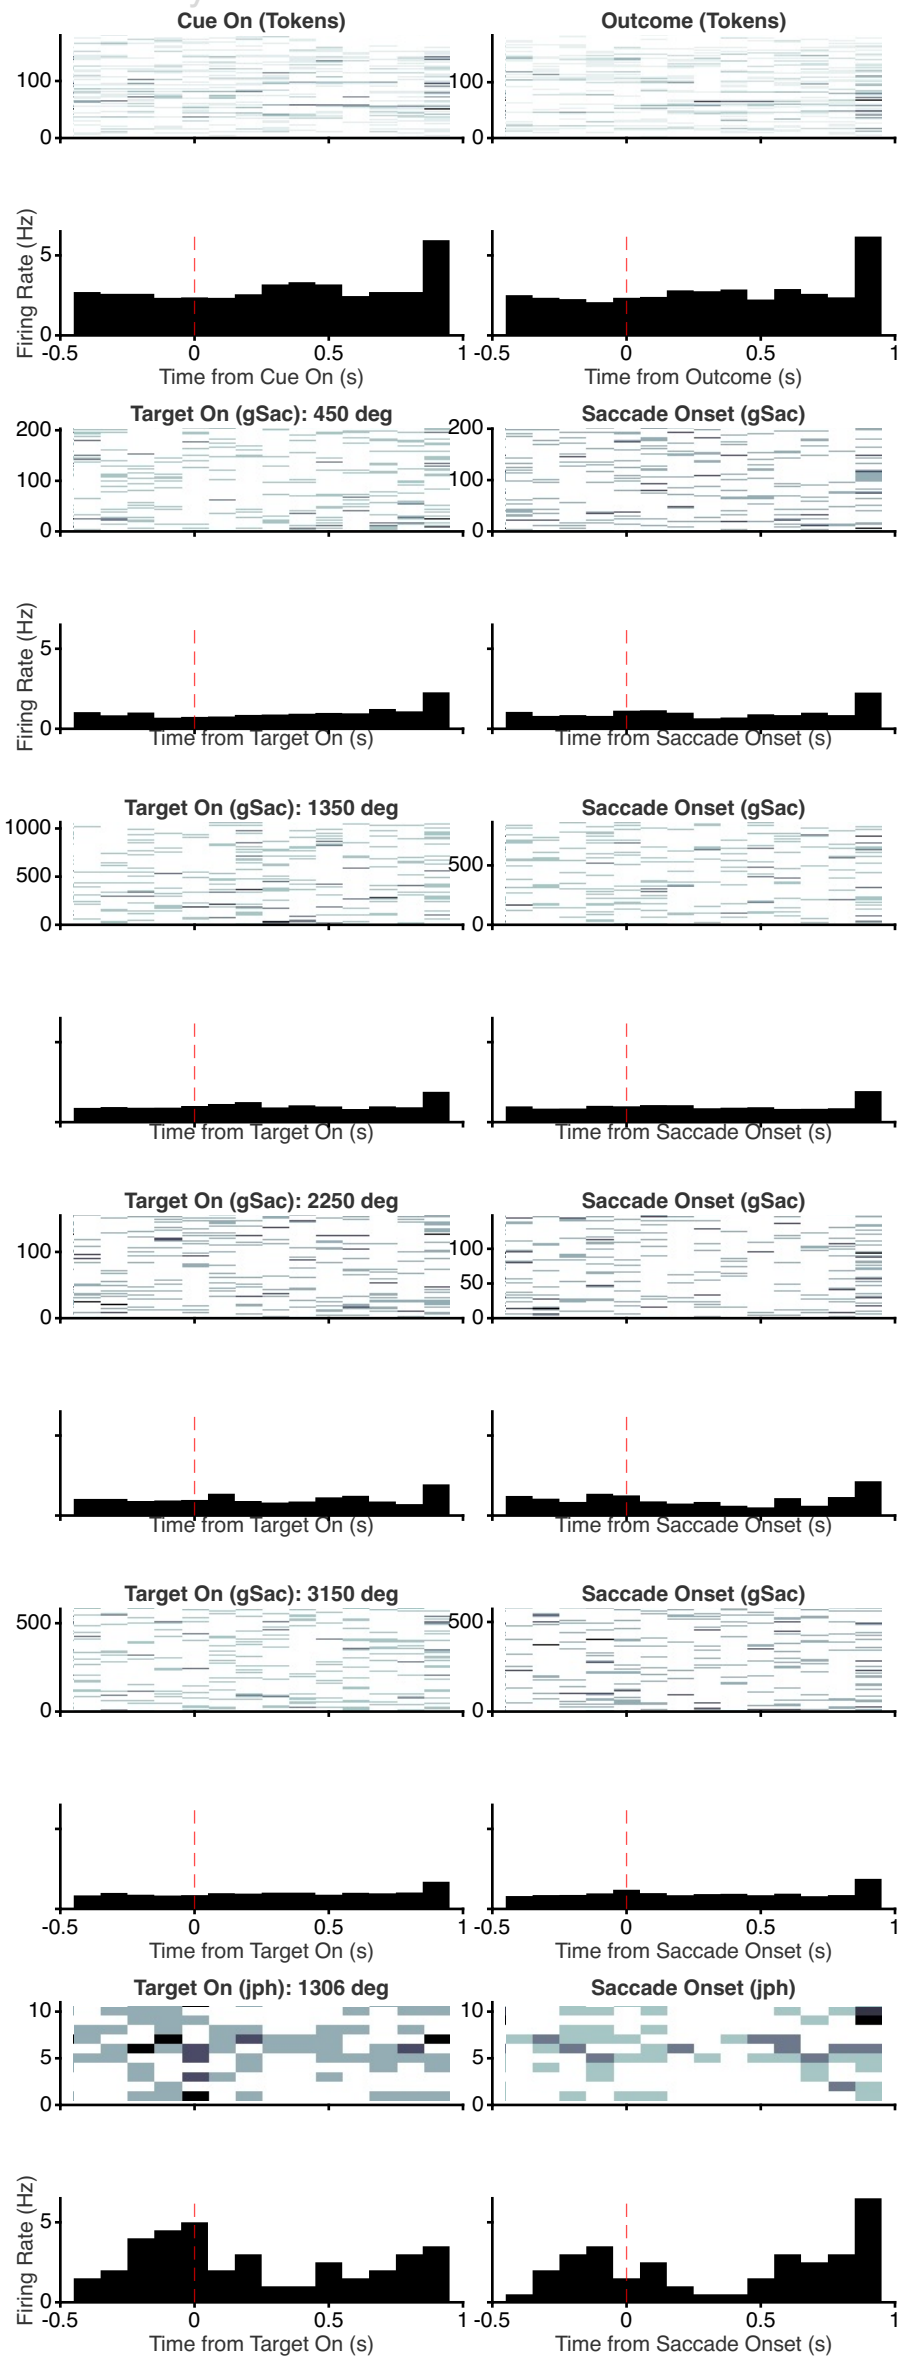 Cue On (Tokens) Outcome (Tokens)
100 100
0 0
Firing Rate (Hz)
5
0
-0.5 0 0.5 1 -0.5 0 0.5 1
Time from Cue On (s) Time from Outcome (s)
Target On (gSac): 450 deg Saccade Onset (gSac)
200 200
100 100
0 0
Firing Rate (Hz)
5
0
Time from Target On (s) Time from Saccade Onset (s)
Target On (gSac): 1350 deg Saccade Onset (gSac)
1000
500 500
0 0
Time from Target On (s) Time from Saccade Onset (s)
Target On (gSac): 2250 deg Saccade Onset (gSac)
100 100
50
0 0
Time from Target On (s) Time from Saccade Onset (s)
Target On (gSac): 3150 deg Saccade Onset (gSac)
500 500
0 0
-0.5 0 0.5 1 -0.5 0 0.5 1
Time from Target On (s) Time from Saccade Onset (s)
Target On (jph): 1306 deg Saccade Onset (jph)
10 10
5 5
0 0
Firing Rate (Hz)
5
0
-0.5 0 0.5 1 -0.5 0 0.5 1
Time from Target On (s) Time from Saccade Onset (s)